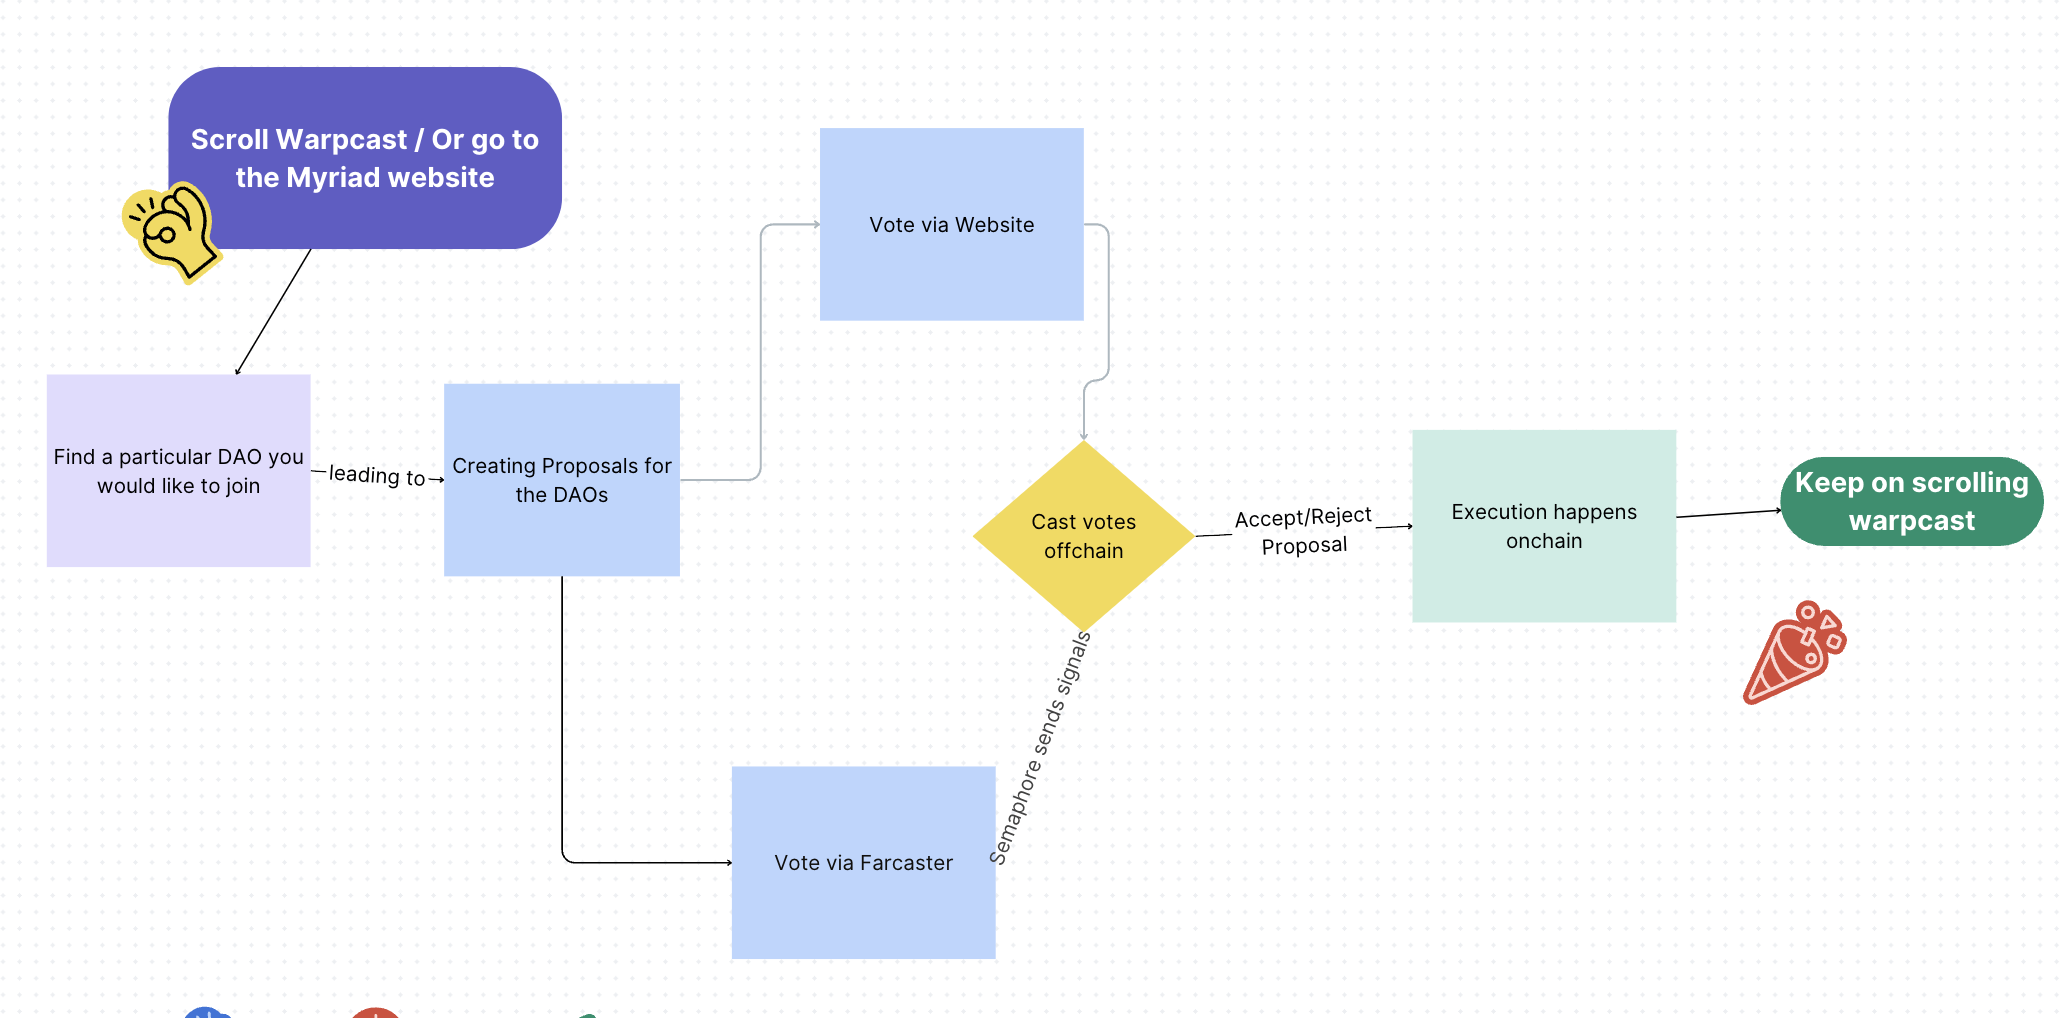 Scroll Warpcast / Or go to
the Myriad website
Vote via Website
Find a particular DAO you
would like to join
leading to
Creating Proposals for
the DAOs
Cast votes
offchain
Accept/Reject
Proposal
Execution happens
onchain
Keep on scrolling
warpcast
Semaphore sends signals
Vote via Farcaster